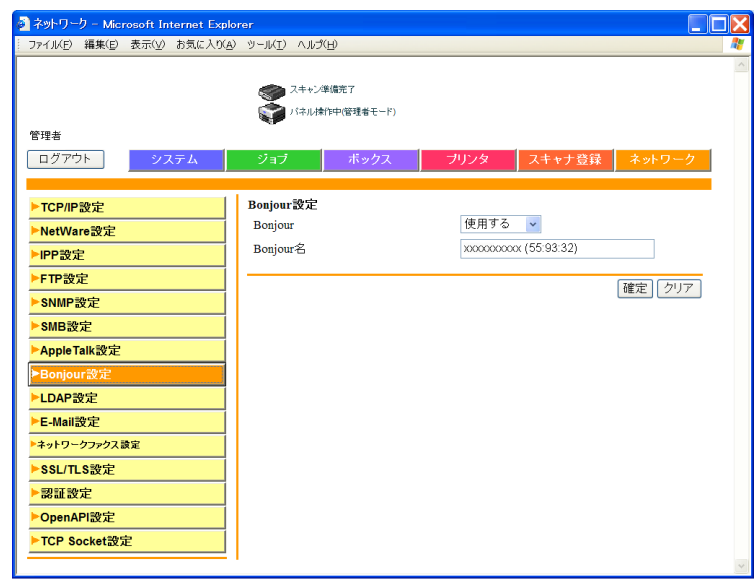 ネットワーク - Microsoft Internet Explorer
ファイル(F) 編集(E) 表示(V) お気に入り(A) ツール(T) ヘルプ(H)
スキャン準備完了
パネル操作中(管理者モード)
管理者
ログアウト システム ジョブ ボックス プリンタ スキャナ登録 ネットワーク
TCP/IP設定
NetWare設定
IPP設定
FTP設定
SNMP設定
SMB設定
AppleTalk設定
Bonjour設定
LDAP設定
E-Mail設定
ネットワークファクス設定
SSL/TLS設定
認証設定
OpenAPI設定
TCP Socket設定
Bonjour設定
Bonjour 使用する
Bonjour名 xxxxxxxxxx (55:93:32)
確定 クリア